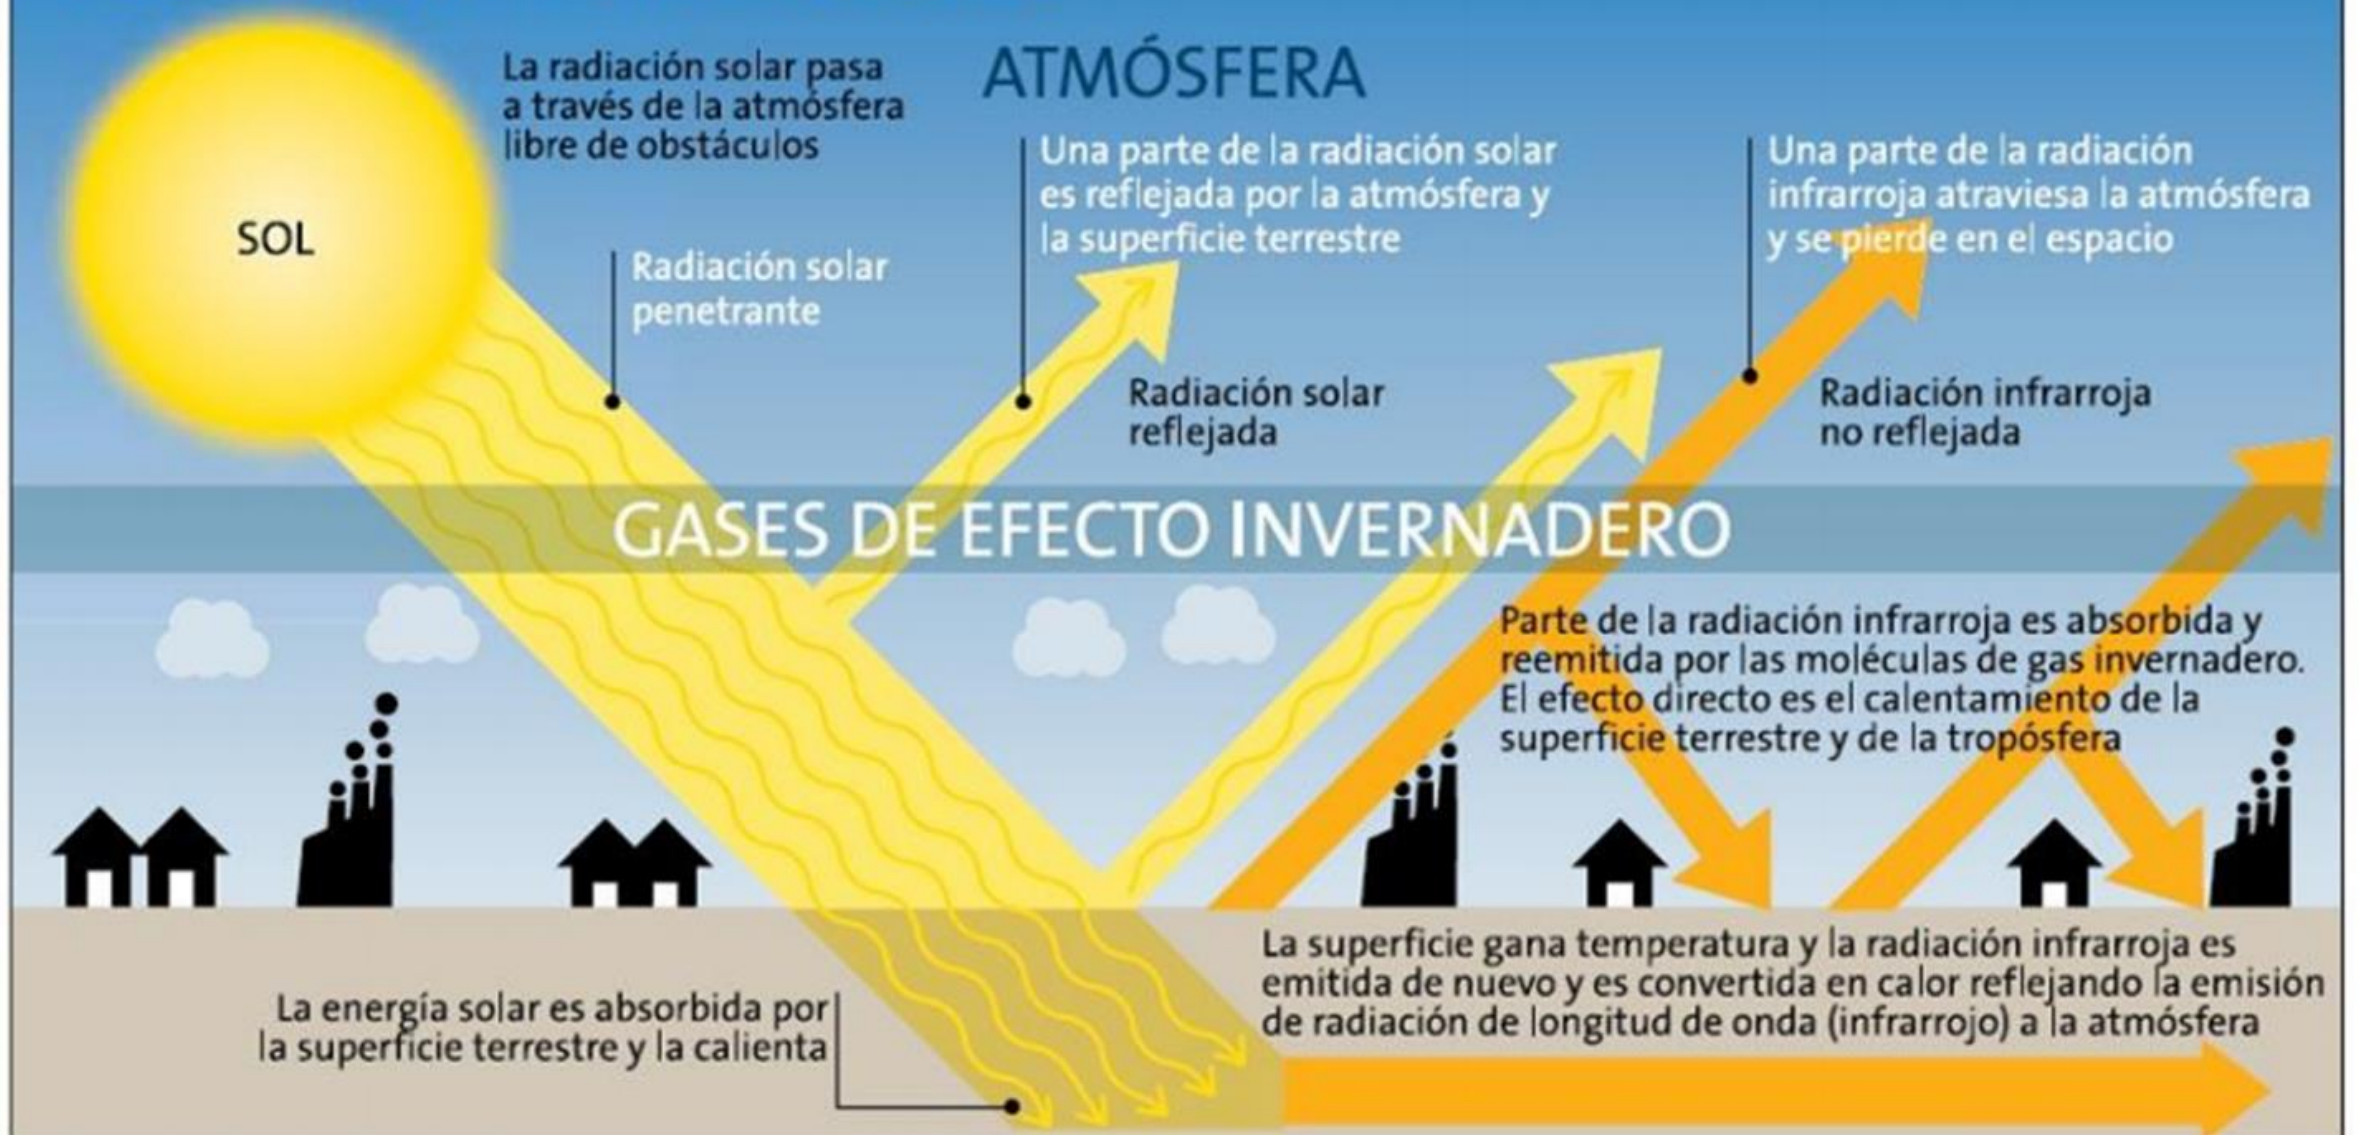 SOL
La radiación solar pasa
a través de la atmósfera
libre de obstáculos
ATMÓSFERA
Radiación solar
penetrante
Una parte de la radiación solar
es reflejada por la atmósfera y
la superficie terrestre
Radiación solar
reflejada
Una parte de la radiación
infrarroja atraviesa la atmósfera
y se pierde en el espacio
Radiación infrarroja
no reflejada
GASES DE EFECTO INVERNADERO
Parte de la radiación infrarroja es absorbida y
reemitida por las moléculas de gas invernadero.
El efecto directo es el calentamiento de la
superficie terrestre y de la tropósfera
La energía solar es absorbida por
la superficie terrestre y la calienta
La superficie gana temperatura y la radiación infrarroja es
emitida de nuevo y es convertida en calor reflejando la emisión
de radiación de longitud de onda (infrarrojo) a la atmósfera